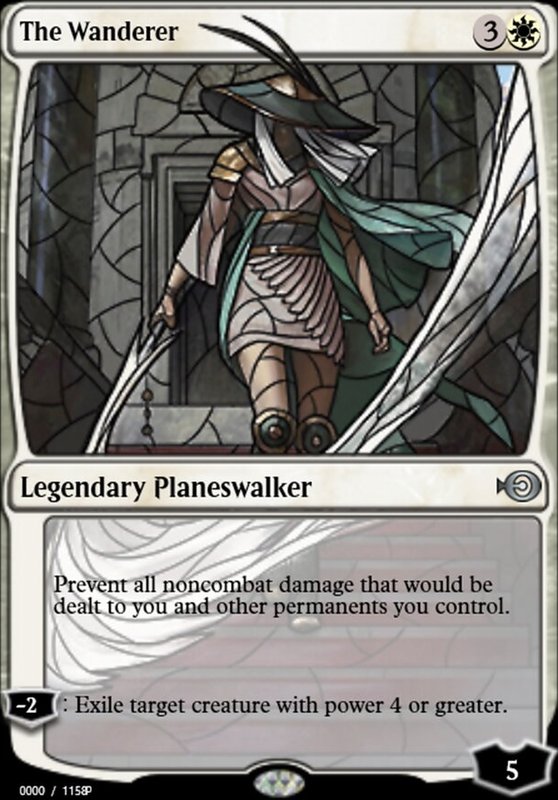 The Wanderer 3
Legendary Planeswalker
Prevent all noncombat damage that would be
dealt to you and other permanents you control.
-2 : Exile target creature with power 4 or greater.
5
0000 / 1158P